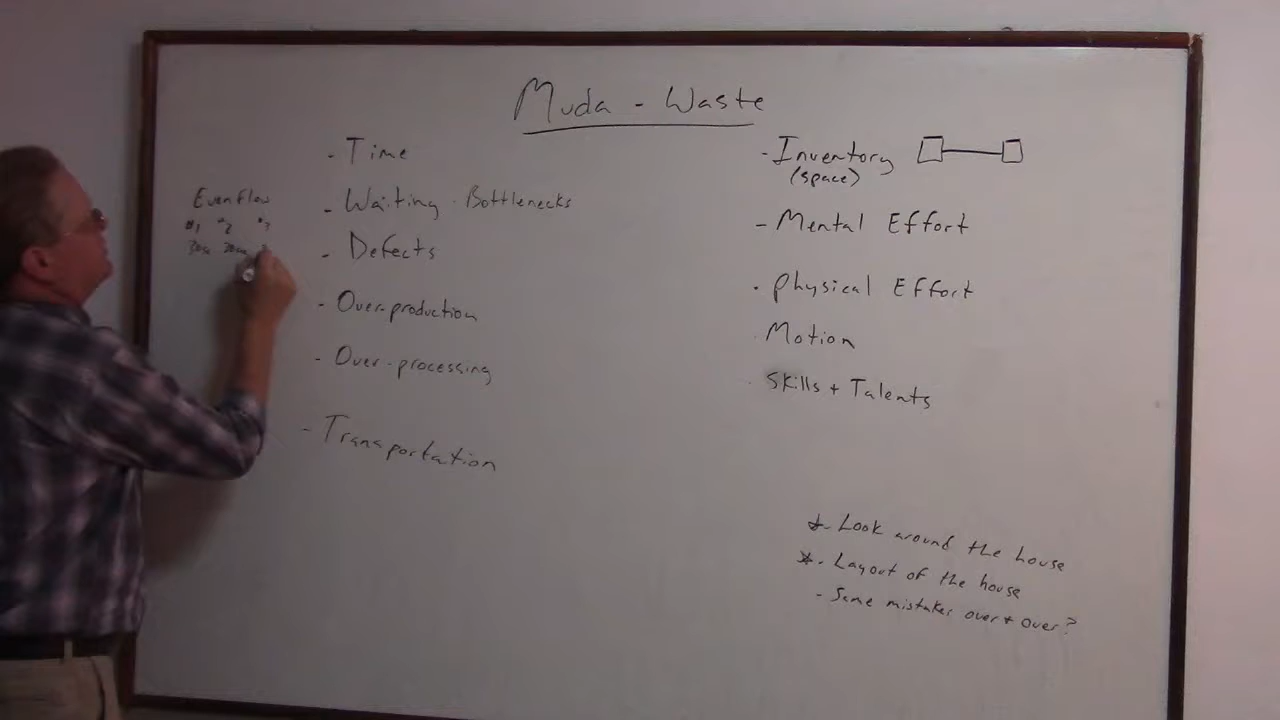 Muda - Waste
- Time
Even flow
#1 #2 #3
- Waiting - Bottlenecks
- Defects
- Over-production
- Over-processing
- Transportation
- Inventory
(space)
- Mental Effort
- Physical Effort
Motion
Skills + Talents
* - Look around the house
* - Layout of the house
- Same mistakes over + over?